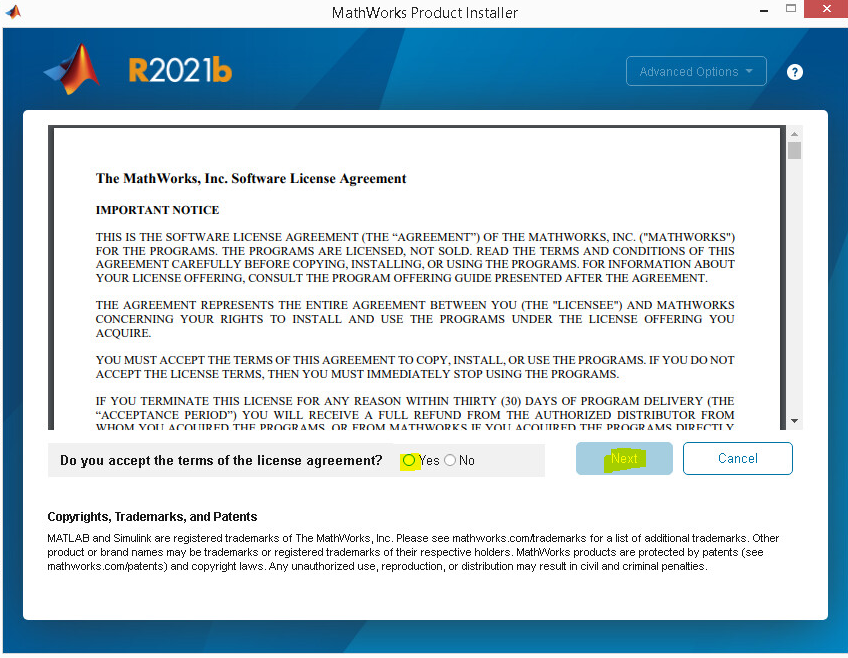 MathWorks Product Installer
R2021b
Advanced Options
?
The MathWorks, Inc. Software License Agreement
IMPORTANT NOTICE
THIS IS THE SOFTWARE LICENSE AGREEMENT (THE “AGREEMENT”) OF THE MATHWORKS, INC. ("MATHWORKS")
FOR THE PROGRAMS. THE PROGRAMS ARE LICENSED, NOT SOLD. READ THE TERMS AND CONDITIONS OF THIS
AGREEMENT CAREFULLY BEFORE COPYING, INSTALLING, OR USING THE PROGRAMS. FOR INFORMATION ABOUT
YOUR LICENSE OFFERING, CONSULT THE PROGRAM OFFERING GUIDE PRESENTED AFTER THE AGREEMENT.
THE AGREEMENT REPRESENTS THE ENTIRE AGREEMENT BETWEEN YOU (THE "LICENSEE") AND MATHWORKS
CONCERNING YOUR RIGHTS TO INSTALL AND USE THE PROGRAMS UNDER THE LICENSE OFFERING YOU
ACQUIRE.
YOU MUST ACCEPT THE TERMS OF THIS AGREEMENT TO COPY, INSTALL, OR USE THE PROGRAMS. IF YOU DO NOT
ACCEPT THE LICENSE TERMS, THEN YOU MUST IMMEDIATELY STOP USING THE PROGRAMS.
IF YOU TERMINATE THIS LICENSE FOR ANY REASON WITHIN THIRTY (30) DAYS OF PROGRAM DELIVERY (THE
“ACCEPTANCE PERIOD”) YOU WILL RECEIVE A FULL REFUND FROM THE AUTHORIZED DISTRIBUTOR FROM
WHOM YOU ACQUIRED THE PROGRAMS, OR FROM MATHWORKS IF YOU ACQUIRED THE PROGRAMS DIRECTLY
Do you accept the terms of the license agreement? Yes No
Next
Cancel
Copyrights, Trademarks, and Patents
MATLAB and Simulink are registered trademarks of The MathWorks, Inc. Please see mathworks.com/trademarks for a list of additional trademarks. Other
product or brand names may be trademarks or registered trademarks of their respective holders. MathWorks products are protected by patents (see
mathworks.com/patents) and copyright laws. Any unauthorized use, reproduction, or distribution may result in civil and criminal penalties.